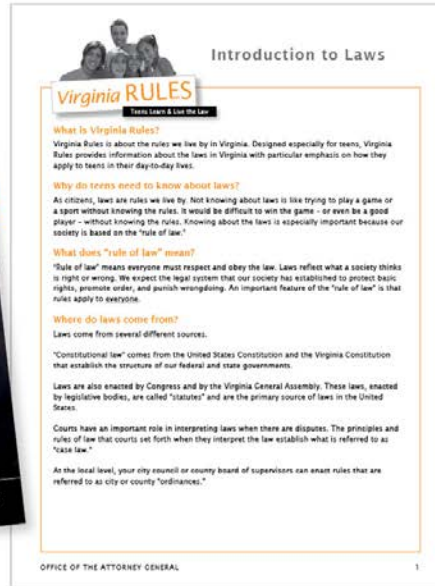 Introduction to Laws
Virginia RULES
Teens Learn & Live the Law
What is Virginia Rules?
Virginia Rules is about the rules we live by in Virginia. Designed especially for teens, Virginia
Rules provides information about the laws in Virginia with particular emphasis on how they
apply to teens in their day-to-day lives.
Why do teens need to know about laws?
As citizens, laws are rules we live by. Not knowing about laws is like trying to play a game or
a sport without knowing the rules. It would be difficult to win the game - or even be a good
player - without knowing the rules. Knowing about the laws is especially important because our
society is based on the "rule of law."
What does "rule of law" mean?
"Rule of law" means everyone must respect and obey the law. Laws reflect what a society thinks
is right or wrong. We expect the legal system that our society has established to protect basic
rights, promote order, and punish wrongdoing. An important feature of the "rule of law" is that
rules apply to everyone.
Where do laws come from?
Laws come from several different sources.
"Constitutional law" comes from the United States Constitution and the Virginia Constitution
that establish the structure of our federal and state governments.
Laws are also enacted by Congress and by the Virginia General Assembly. These laws, enacted
by legislative bodies, are called "statutes" and are the primary source of laws in the United
States.
Courts have an important role in interpreting laws when there are disputes. The principles and
rules of law that courts set forth when they interpret the law establish what is referred to as
"case law."
At the local level, your city council or county board of supervisors can enact rules that are
referred to as city or county "ordinances."
OFFICE OF THE ATTORNEY GENERAL 1